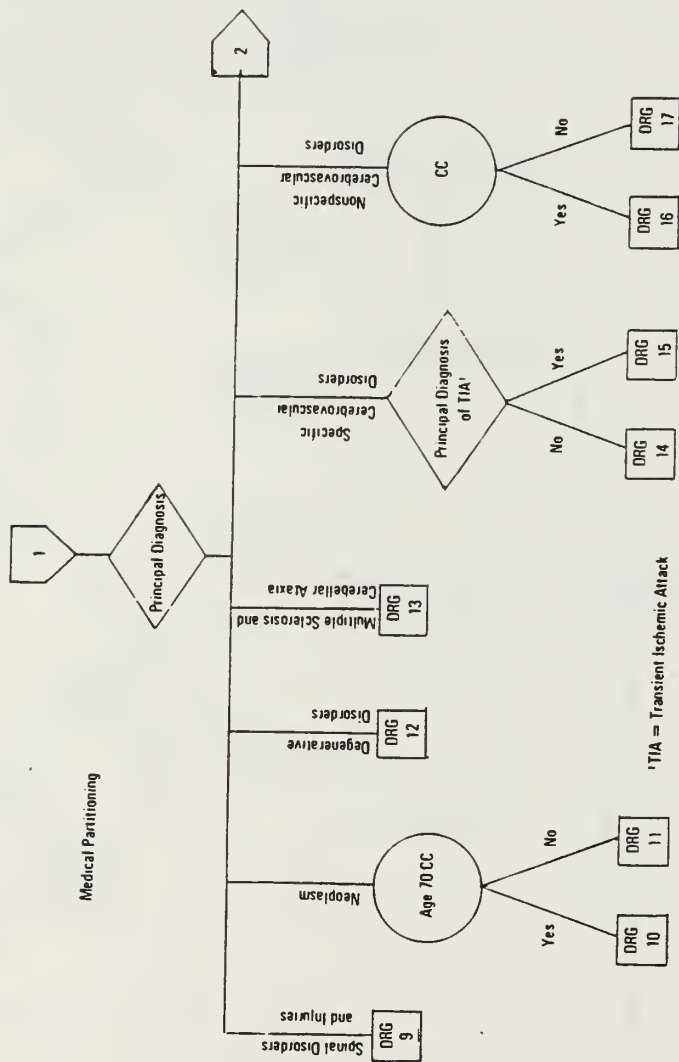 Medical Partitioning
1
Principal Diagnosis
2
Spinal Disorders
and Injuries
DRG
9
Neoplasm
Age 70 CC
Yes
No
DRG
10
DRG
11
Degenerative
Disorders
DRG
12
Multiple Sclerosis and
Cerebellar Ataxia
DRG
13
Specific
Cerebrovascular
Disorders
Principal Diagnosis
of TIA¹
No
Yes
DRG
14
DRG
15
Nonspecific
Cerebrovascular
Disorders
CC
Yes
No
DRG
16
DRG
17
¹TIA = Transient Ischemic Attack